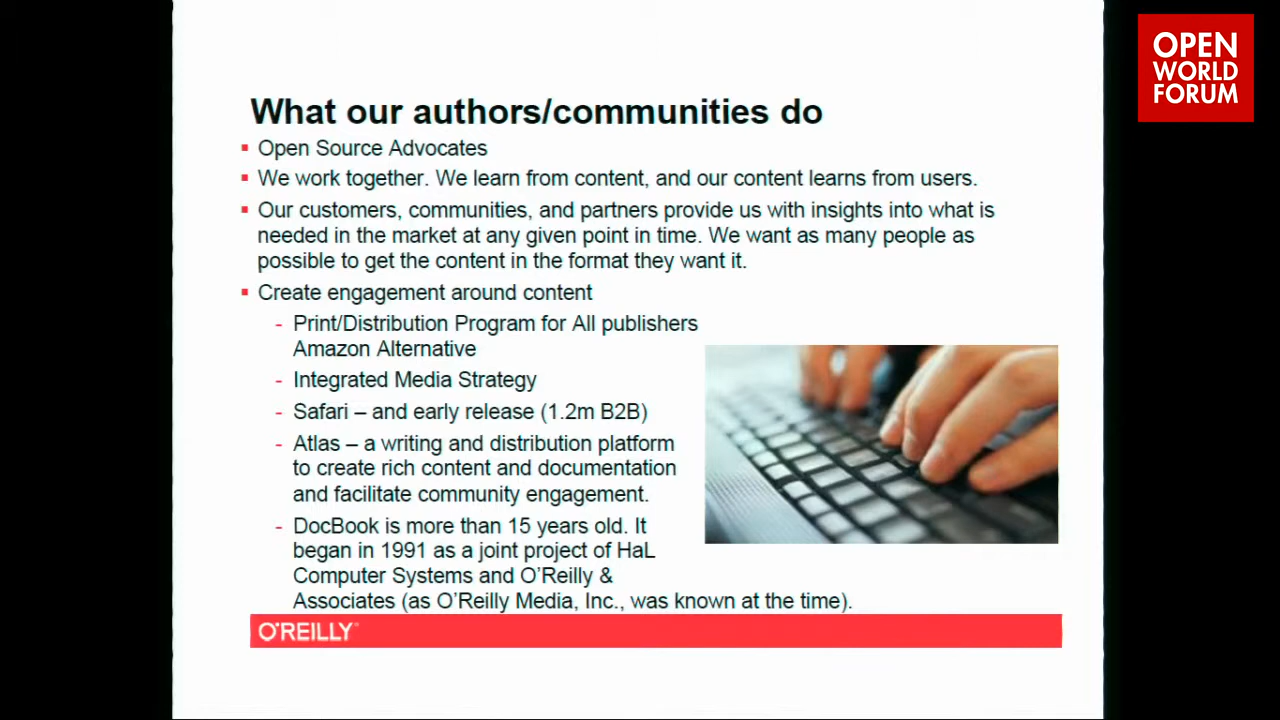 OPEN
WORLD
FORUM
What our authors/communities do
▪ Open Source Advocates
▪ We work together. We learn from content, and our content learns from users.
▪ Our customers, communities, and partners provide us with insights into what is
needed in the market at any given point in time. We want as many people as
possible to get the content in the format they want it.
▪ Create engagement around content
- Print/Distribution Program for All publishers
Amazon Alternative
- Integrated Media Strategy
- Safari – and early release (1.2m B2B)
- Atlas – a writing and distribution platform
to create rich content and documentation
and facilitate community engagement.
- DocBook is more than 15 years old. It
began in 1991 as a joint project of HaL
Computer Systems and O'Reilly &
Associates (as O'Reilly Media, Inc., was known at the time).
O'REILLY